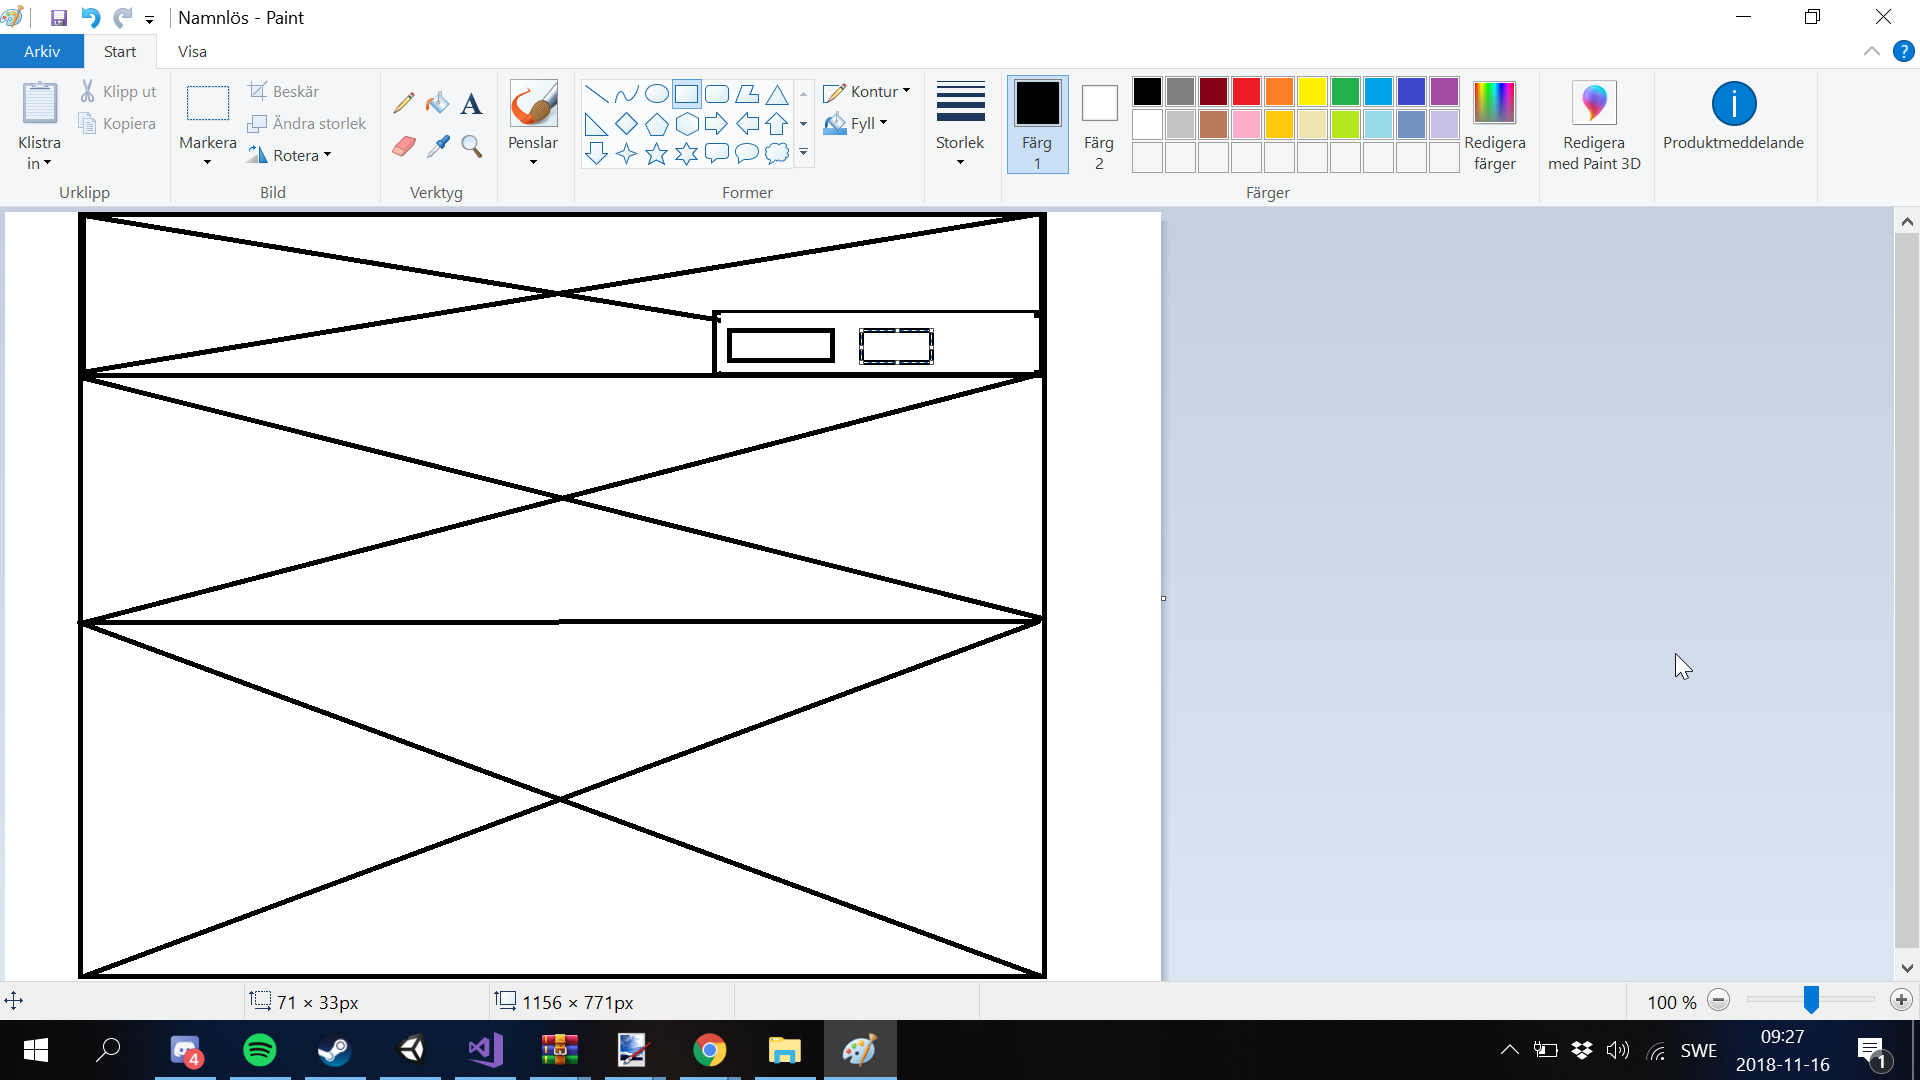 Namnlös - Paint
Arkiv Start Visa
Klistra in
Klipp ut
Kopiera
Urklipp
Markera
Beskär
Ändra storlek
Rotera
Bild
A
Verktyg
Penslar
Kontur
Fyll
Former
Storlek
Färg 1
Färg 2
Redigera färger
Färger
Redigera med Paint 3D
Produktmeddelande
?
71 × 33px
1156 × 771px
100 %
4
SWE
09:27
2018-11-16
1